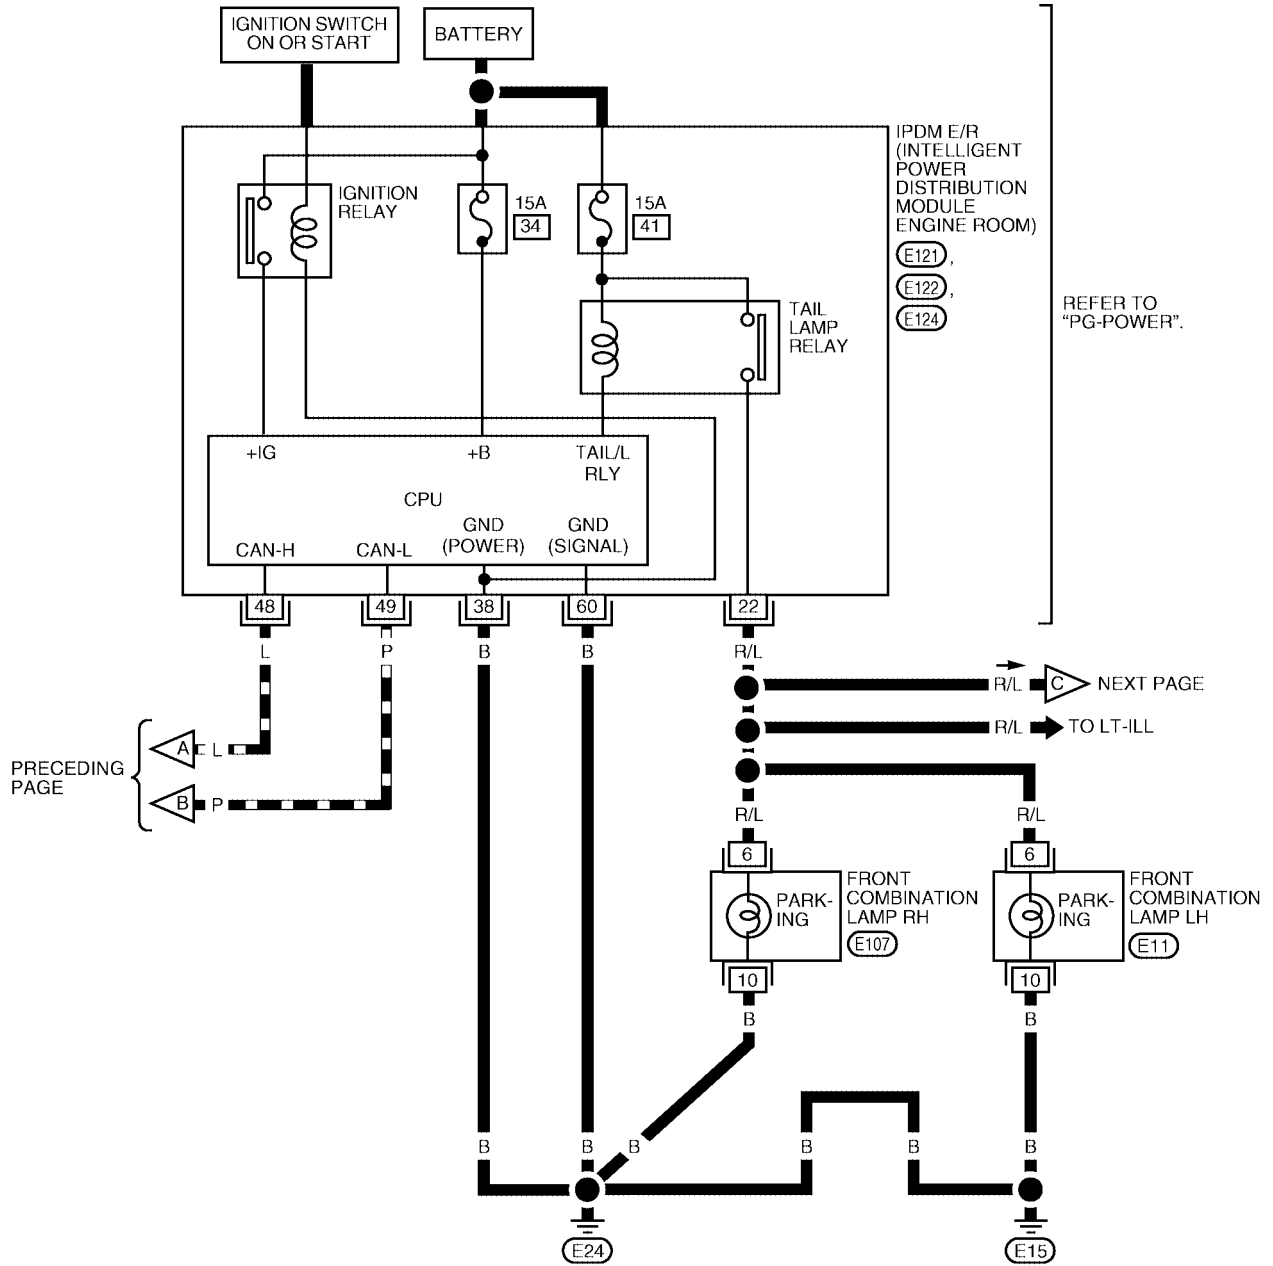 IGNITION SWITCH
ON OR START
BATTERY
IPDM E/R
(INTELLIGENT
POWER
DISTRIBUTION
MODULE
ENGINE ROOM)
E121 ,
E122 ,
E124
IGNITION
RELAY
15A
34
15A
41
TAIL
LAMP
RELAY
REFER TO
“PG-POWER”.
+IG
+B
TAIL/L
RLY
CPU
CAN-H
CAN-L
GND
(POWER)
GND
(SIGNAL)
48
49
38
60
22
L
P
B
B
R/L
R/L
C
NEXT PAGE
R/L
TO LT-ILL
PRECEDING
PAGE
A
L
B
P
R/L
R/L
6
6
PARK-
ING
FRONT
COMBINATION
LAMP RH
E107
PARK-
ING
FRONT
COMBINATION
LAMP LH
E11
10
10
B
B
B
B
B
B
B
B
E24
E15